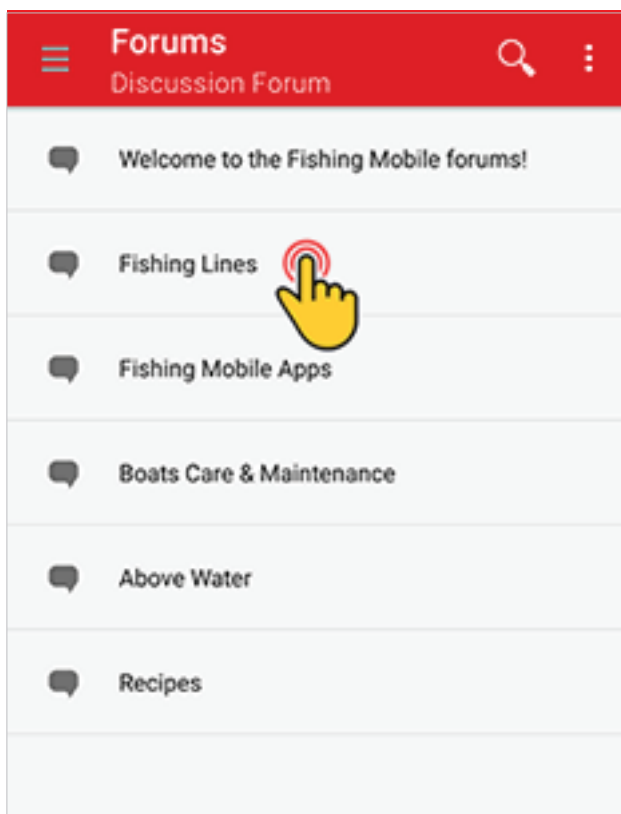 Forums
Discussion Forum
Welcome to the Fishing Mobile forums!
Fishing Lines
Fishing Mobile Apps
Boats Care & Maintenance
Above Water
Recipes